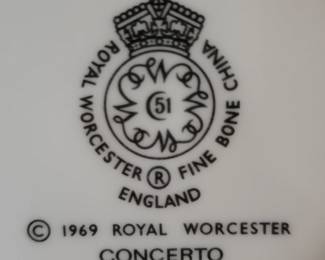 ROYAL WORCESTER ® FINE BONE CHINA
C 51
ENGLAND
© 1969 ROYAL WORCESTER
CONCERTO